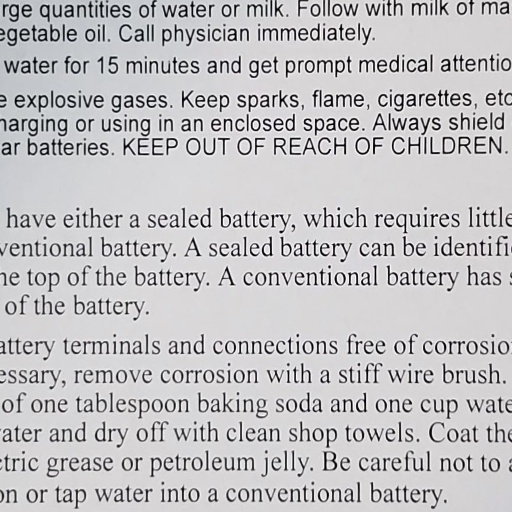 rge quantities of water or milk. Follow with milk of ma
egetable oil. Call physician immediately.
water for 15 minutes and get prompt medical attentio
e explosive gases. Keep sparks, flame, cigarettes, etc
harging or using in an enclosed space. Always shield
ar batteries. KEEP OUT OF REACH OF CHILDREN.
have either a sealed battery, which requires little
ventional battery. A sealed battery can be identifi
he top of the battery. A conventional battery has s
of the battery.
attery terminals and connections free of corrosio
essary, remove corrosion with a stiff wire brush.
of one tablespoon baking soda and one cup wate
vater and dry off with clean shop towels. Coat the
ctric grease or petroleum jelly. Be careful not to a
on or tap water into a conventional battery.